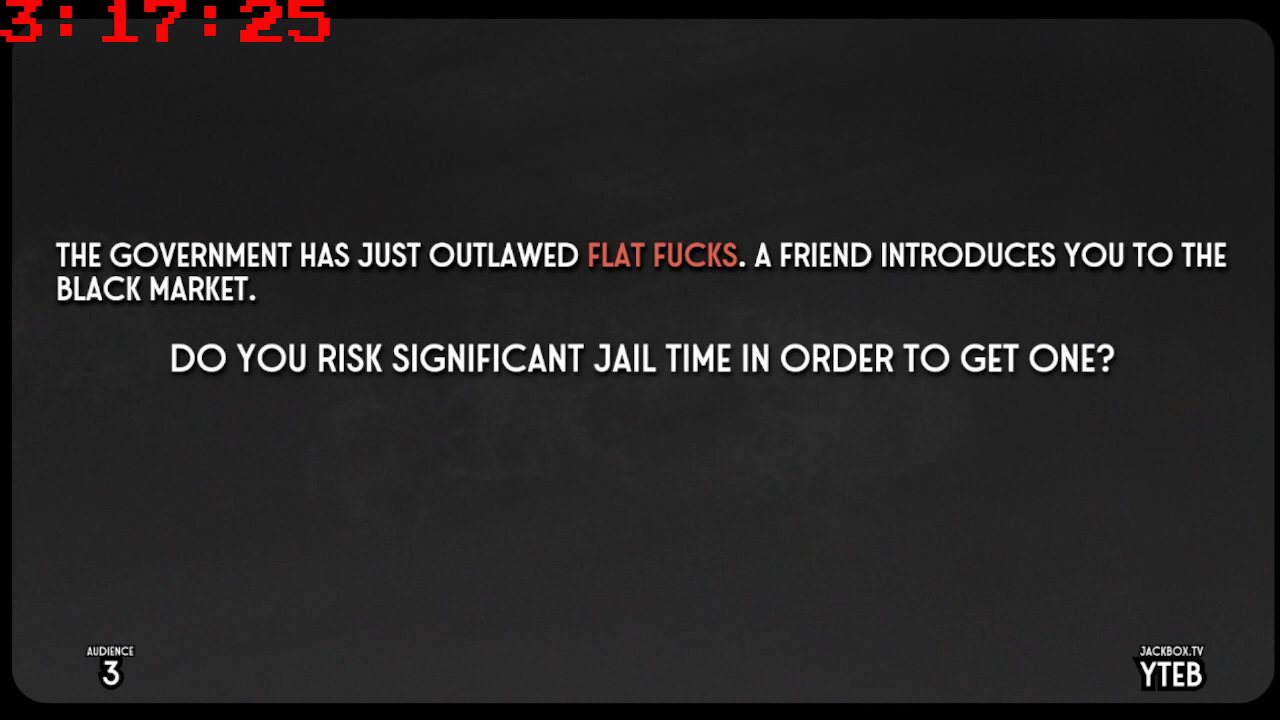 3:17:25
THE GOVERNMENT HAS JUST OUTLAWED FLAT FUCKS. A FRIEND INTRODUCES YOU TO THE
BLACK MARKET.
DO YOU RISK SIGNIFICANT JAIL TIME IN ORDER TO GET ONE?
AUDIENCE
3
JACKBOX.TV
YTEB